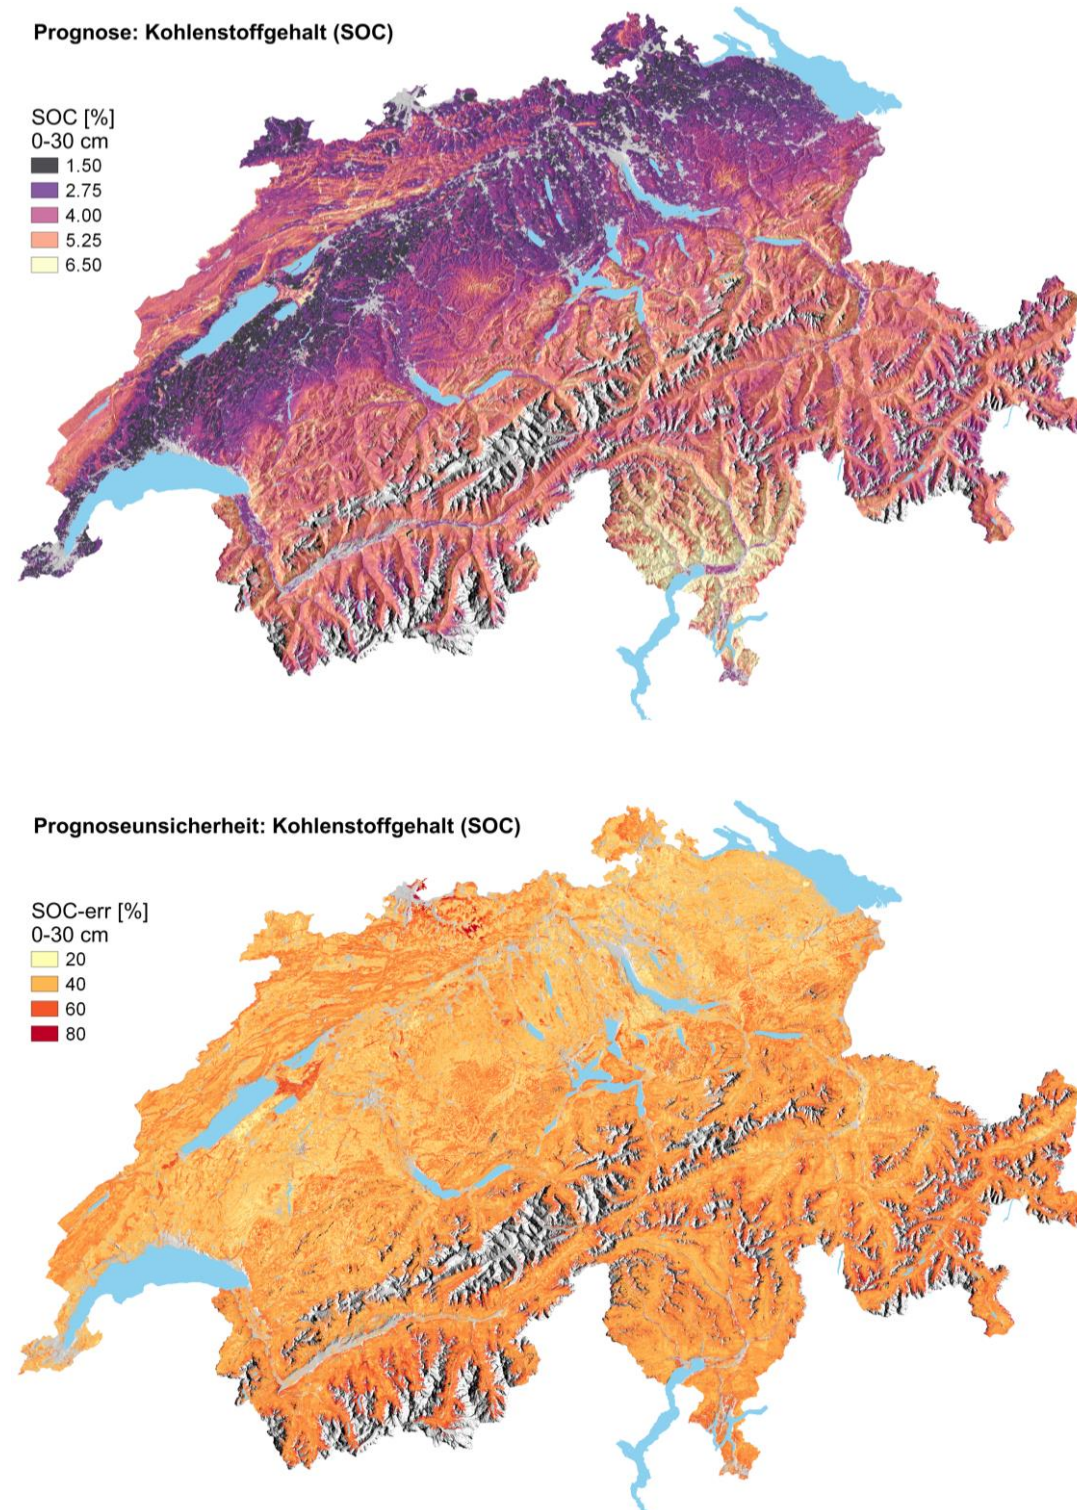 Prognose: Kohlenstoffgehalt (SOC)
SOC [%]
0-30 cm
1.50
2.75
4.00
5.25
6.50
Prognoseunsicherheit: Kohlenstoffgehalt (SOC)
SOC-err [%]
0-30 cm
20
40
60
80